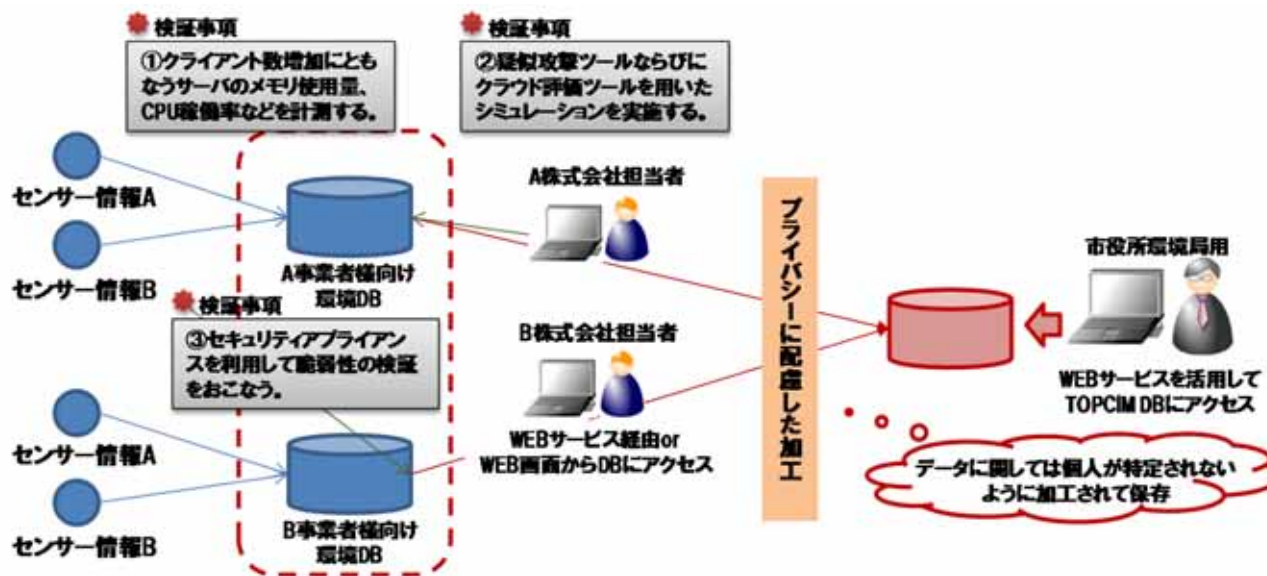 検証事項
①クライアント数増加にとも
なうサーバのメモリ使用量、
CPU稼働率などを計測する。
検証事項
②疑似攻撃ツールならびに
クラウド評価ツールを用いた
シミュレーションを実施する。
センサー情報A
センサー情報B
A事業者様向け
環境DB
A株式会社担当者
プライバシーに配慮した加工
市役所環境局用
WEBサービスを活用して
TOPCIM DBにアクセス
検証事項
③セキュリティアプライアン
スを利用して脆弱性の検証
をおこなう。
B株式会社担当者
WEBサービス経由or
WEB画面からDBにアクセス
センサー情報A
センサー情報B
B事業者様向け
環境DB
データに関しては個人が特定されない
ように加工されて保存